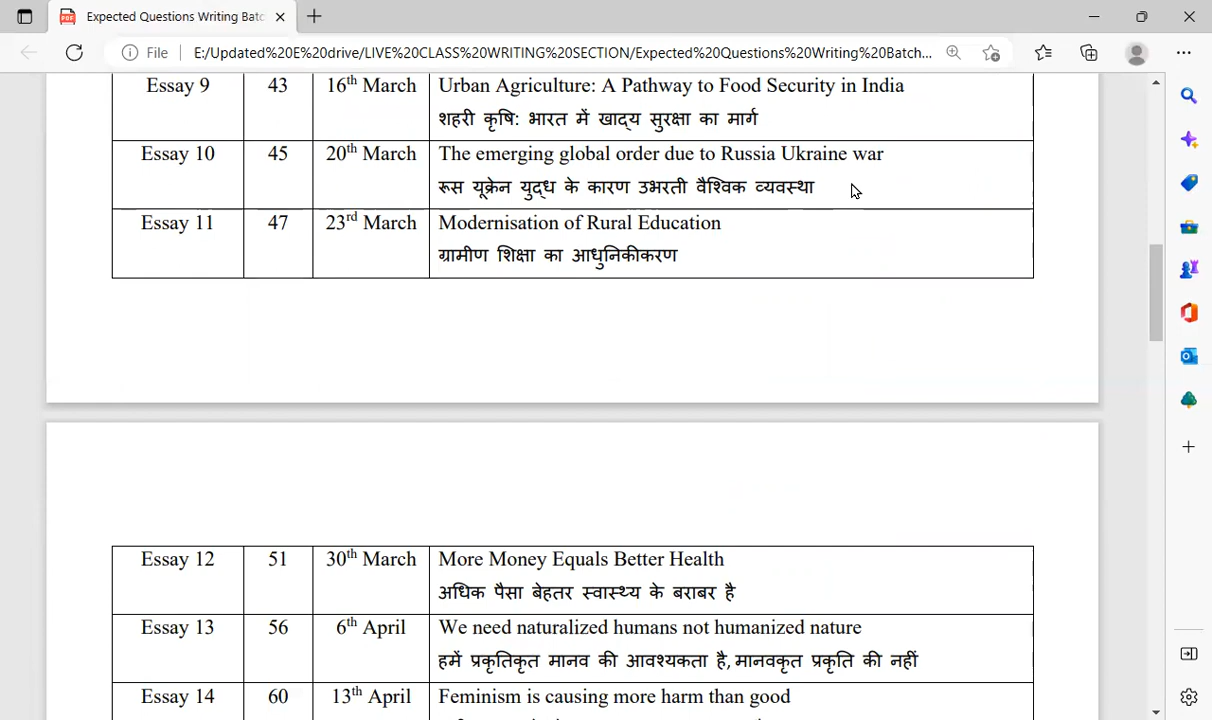 Expected Questions Writing Batc
File E:/Updated%20E%20drive/LIVE%20CLASS%20WRITING%20SECTION/Expected%20Questions%20Writing%20Batch...
Essay 9 43 16th March Urban Agriculture: A Pathway to Food Security in India
शहरी कृषि: भारत में खाद्य सुरक्षा का मार्ग
Essay 10 45 20th March The emerging global order due to Russia Ukraine war
रूस यूक्रेन युद्ध के कारण उभरती वैश्विक व्यवस्था
Essay 11 47 23rd March Modernisation of Rural Education
ग्रामीण शिक्षा का आधुनिकीकरण
Essay 12 51 30th March More Money Equals Better Health
अधिक पैसा बेहतर स्वास्थ्य के बराबर है
Essay 13 56 6th April We need naturalized humans not humanized nature
हमें प्रकृतिकृत मानव की आवश्यकता है, मानवकृत प्रकृति की नहीं
Essay 14 60 13th April Feminism is causing more harm than good